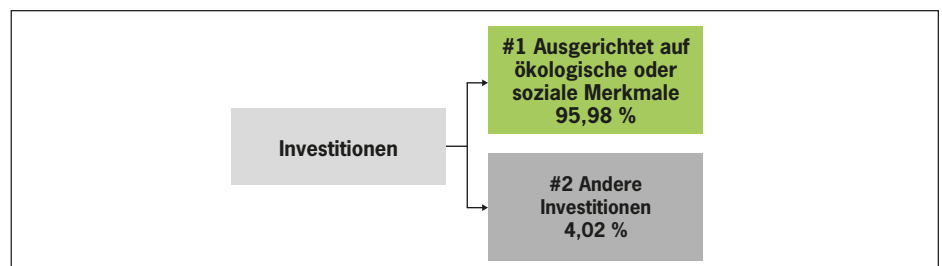 #1 Ausgerichtet auf
ökologische oder
soziale Merkmale
95,98 %
Investitionen
#2 Andere
Investitionen
4,02 %